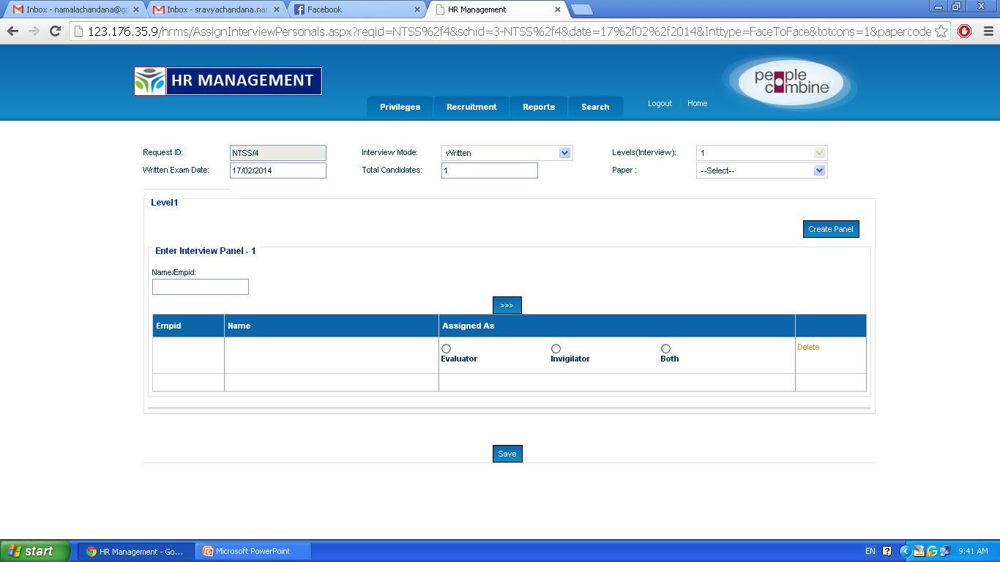 Inbox - namalachandana@g
Inbox - sravyachandana.nar
Facebook
HR Management
123.176.35.9/hrms/AssignInterviewPersonals.aspx?reqid=NTSS%2f4&schid=3-NTSS%2f4&date=17%2f02%2f2014&Inttype=FaceToFace&totcons=1&papercode
HR MANAGEMENT
people combine
Privileges Recruitment Reports Search Logout Home
Request ID: NTSS/4 Interview Mode: Written Levels(Interview): 1
Written Exam Date: 17/02/2014 Total Candidates: 1 Paper : --Select--
Level1
Create Panel
Enter Interview Panel - 1
Name/Empid:
>>>
Empid Name Assigned As
Evaluator Invigilator Both Delete
Save
start HR Management - Go... Microsoft PowerPoint EN 9:41 AM